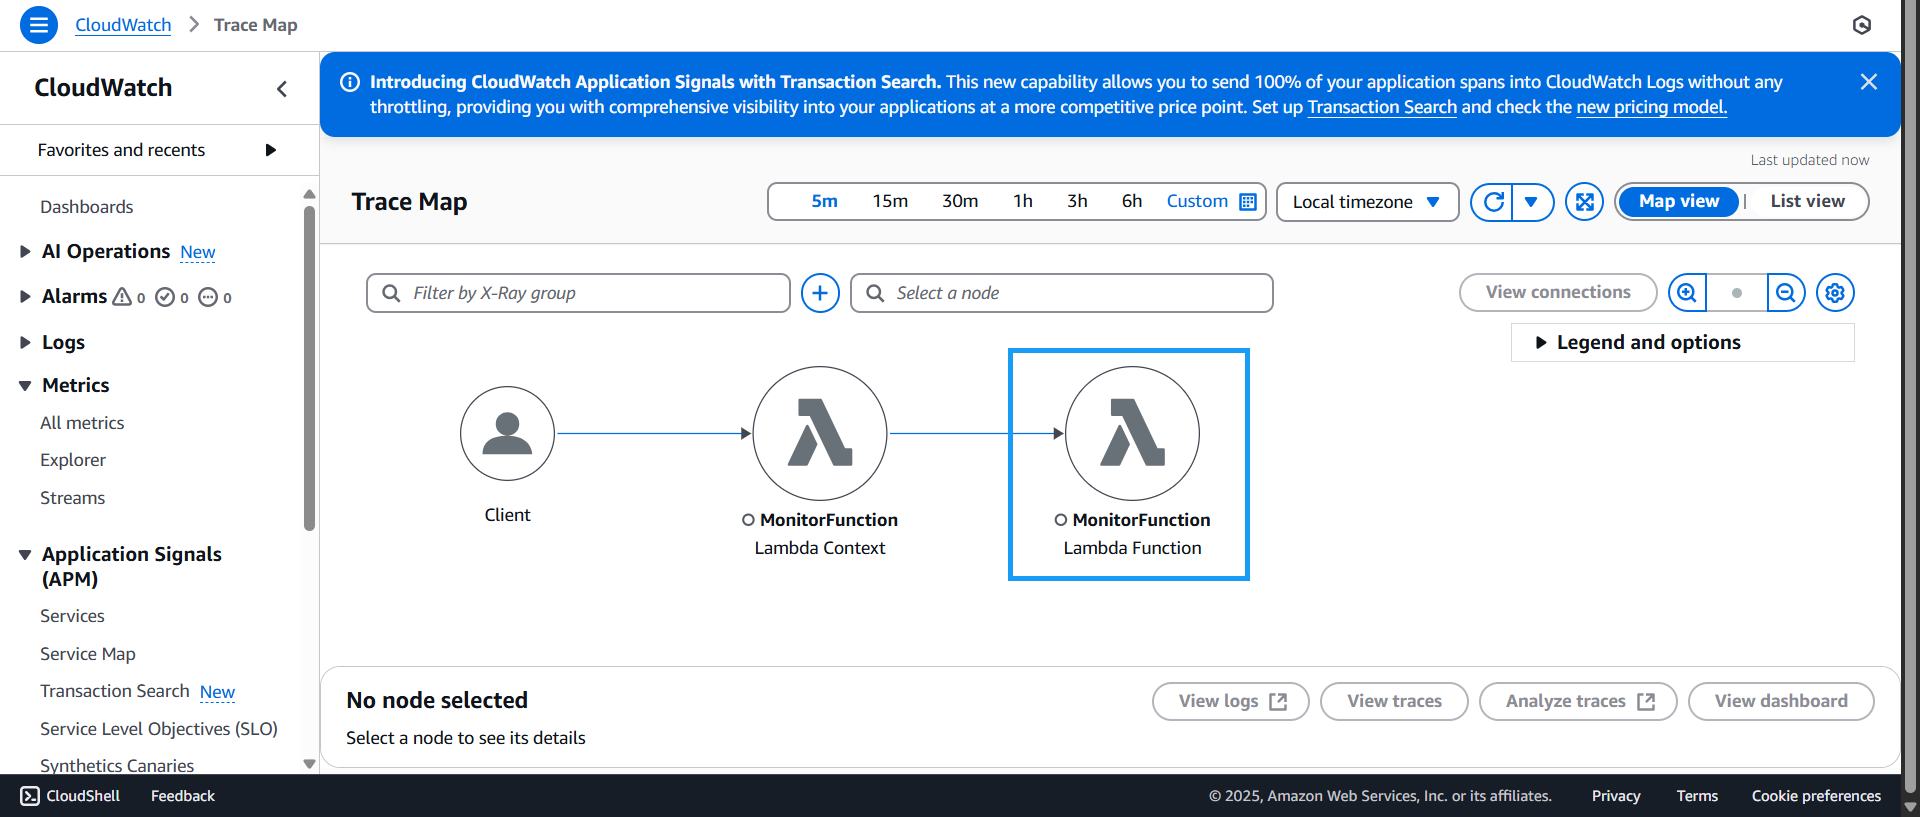 CloudWatch
Trace Map
CloudWatch
Favorites and recents
Dashboards
AI Operations New
Alarms 0 0 0
Logs
Metrics
All metrics
Explorer
Streams
Application Signals
(APM)
Services
Service Map
Transaction Search New
Service Level Objectives (SLO)
Synthetics Canaries
Introducing CloudWatch Application Signals with Transaction Search. This new capability allows you to send 100% of your application spans into CloudWatch Logs without any
throttling, providing you with comprehensive visibility into your applications at a more competitive price point. Set up Transaction Search and check the new pricing model.
Last updated now
Trace Map
5m 15m 30m 1h 3h 6h Custom
Local timezone
Map view | List view
Filter by X-Ray group
Select a node
View connections
Legend and options
Client
MonitorFunction
Lambda Context
MonitorFunction
Lambda Function
No node selected
View logs
View traces
Analyze traces
View dashboard
Select a node to see its details
CloudShell
Feedback
© 2025, Amazon Web Services, Inc. or its affiliates.
Privacy
Terms
Cookie preferences